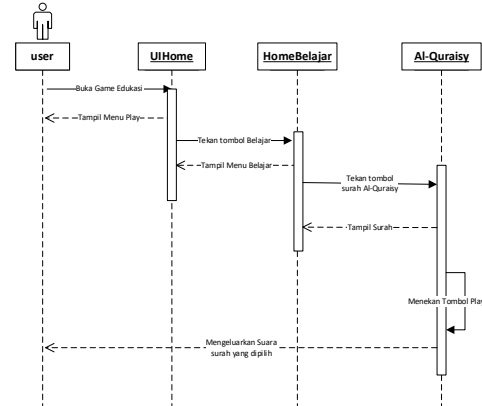 user
UIHome
HomeBelajar
Al-Quraisy
Buka Game Edukasi
Tampil Menu Play
Tekan tombol Belajar
Tampil Menu Belajar
Tekan tombol
surah Al-Quraisy
Tampil Surah
Menekan Tombol Play
Mengeluarkan Suara
surah yang dipilih